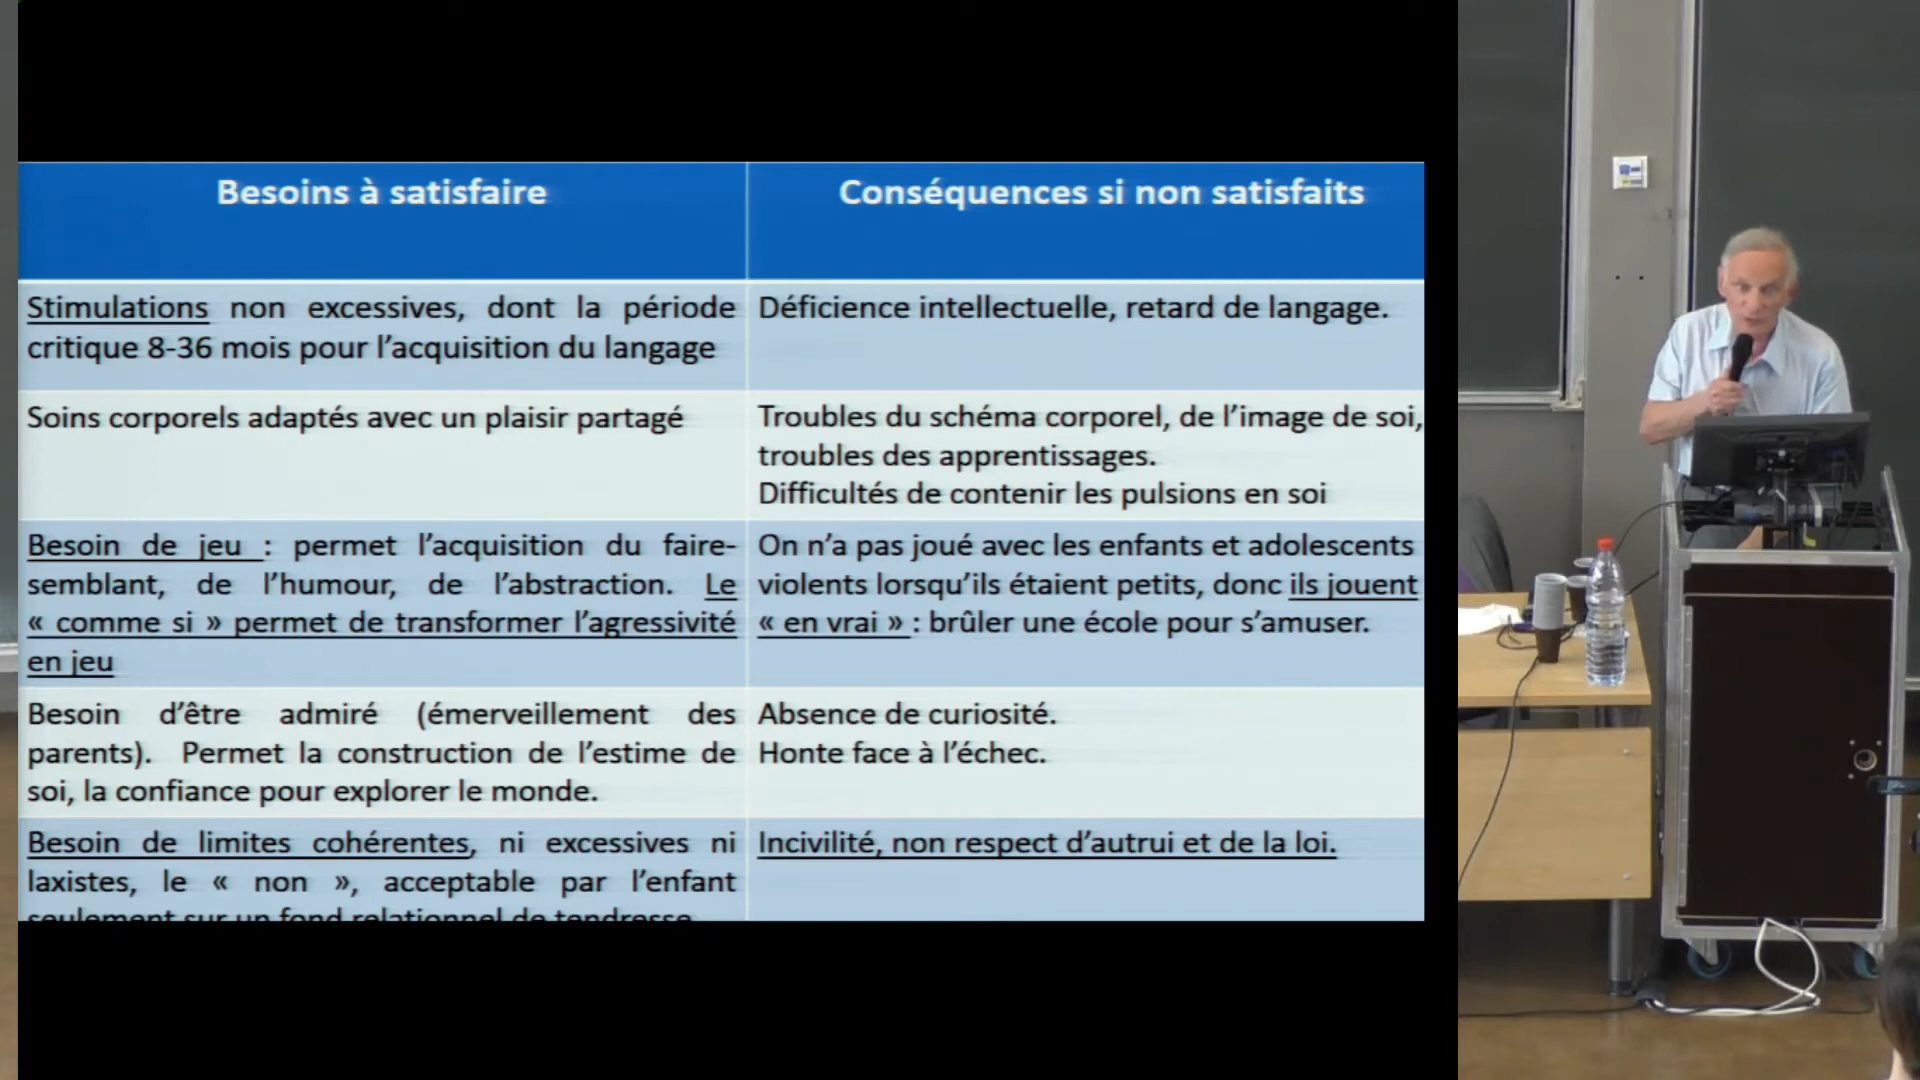 Besoins à satisfaire
Conséquences si non satisfaits
Stimulations non excessives, dont la période
critique 8-36 mois pour l’acquisition du langage
Déficience intellectuelle, retard de langage.
Soins corporels adaptés avec un plaisir partagé
Troubles du schéma corporel, de l’image de soi,
troubles des apprentissages.
Difficultés de contenir les pulsions en soi
Besoin de jeu : permet l’acquisition du faire-
semblant, de l’humour, de l’abstraction. Le
« comme si » permet de transformer l’agressivité
en jeu
On n’a pas joué avec les enfants et adolescents
violents lorsqu’ils étaient petits, donc ils jouent
« en vrai » : brûler une école pour s’amuser.
Besoin d’être admiré (émerveillement des
parents). Permet la construction de l’estime de
soi, la confiance pour explorer le monde.
Absence de curiosité.
Honte face à l’échec.
Besoin de limites cohérentes, ni excessives ni
laxistes, le « non », acceptable par l’enfant
seulement sur un fond relationnel de tendresse
Incivilité, non respect d’autrui et de la loi.